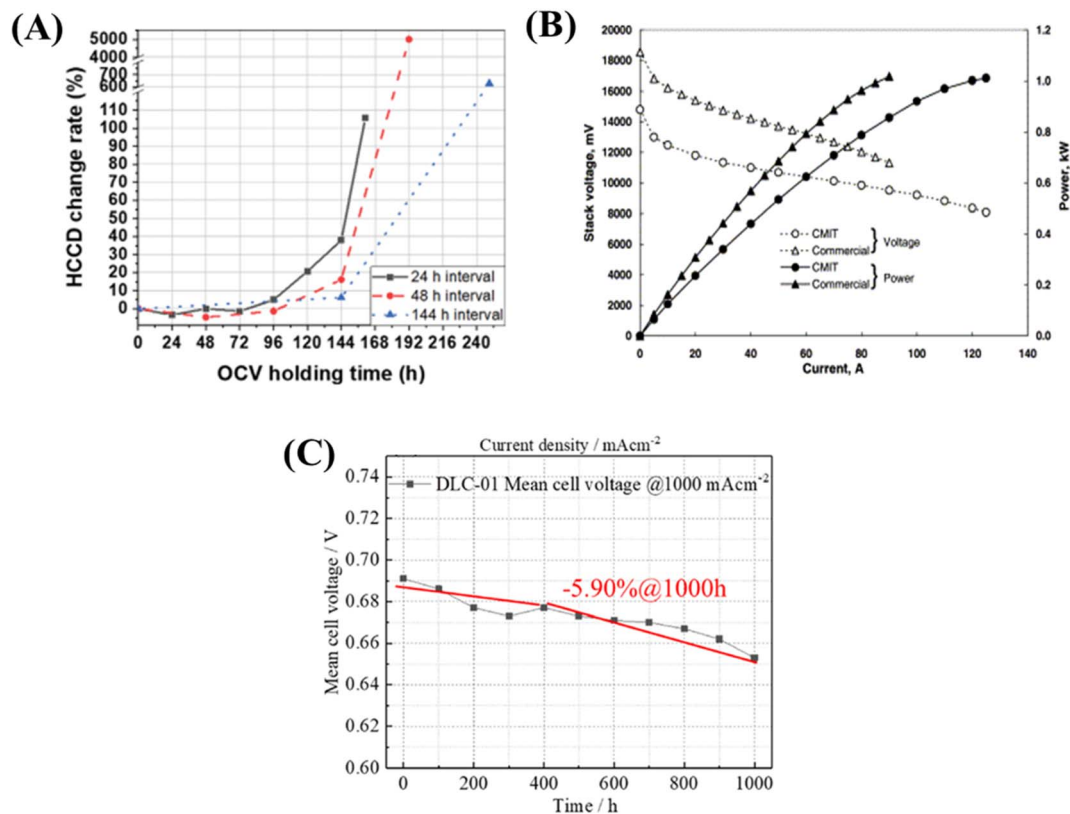 (A)
HCCD change rate (%)
5000
4000
700
600
110
100
90
80
70
60
50
40
30
20
10
0
24 h interval
48 h interval
144 h interval
0 24 48 72 96 120 144 168 192 216 240
OCV holding time (h)
(B)
Stack voltage, mV
20000
18000
16000
14000
12000
10000
8000
6000
4000
2000
0
CMIT
Commercial } Voltage
CMIT
Commercial } Power
1.2
1.0
0.8
0.6
0.4
0.2
0.0
Power, kW
0 20 40 60 80 100 120 140
Current, A
(C)
Current density / mAcm-2
Mean cell voltage / V
0.74
0.72
0.70
0.68
0.66
0.64
0.62
0.60
DLC-01 Mean cell voltage @1000 mAcm-2
-5.90%@1000h
0 200 400 600 800 1000
Time / h